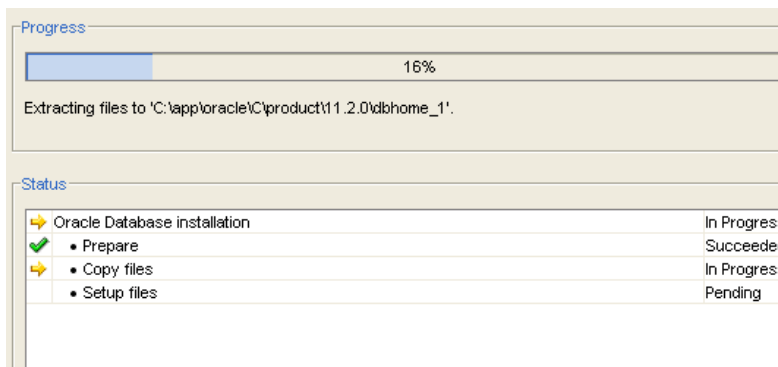 Progress
16%
Extracting files to 'C:\app\oracle\C\product\11.2.0\dbhome_1'.
Status
Oracle Database installation In Progres
• Prepare Succeede
• Copy files In Progres
• Setup files Pending